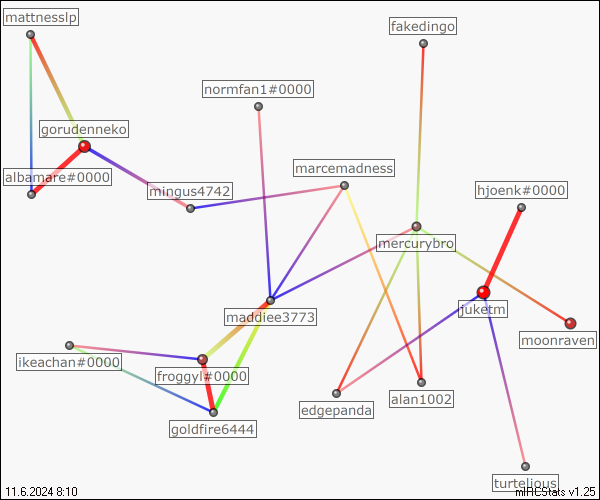 mattnesslp
fakedingo
normfan1#0000
gorudenneko
marcemadness
albamare#0000
mingus4742
hjoenk#0000
mercurybro
juketm
maddiee3773
moonraven
ikeachan#0000
froggyl#0000
edgepanda
alan1002
goldfire6444
turtelious
11.6.2024 8:10
mIRCStats v1.25